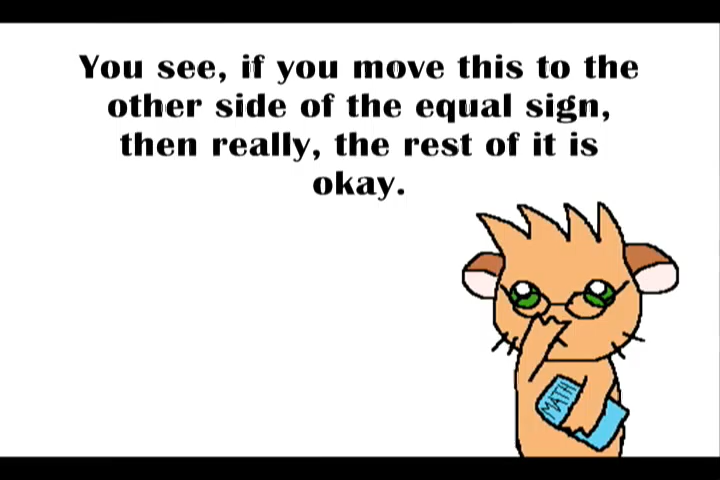 You see, if you move this to the
other side of the equal sign,
then really, the rest of it is
okay.
MATH